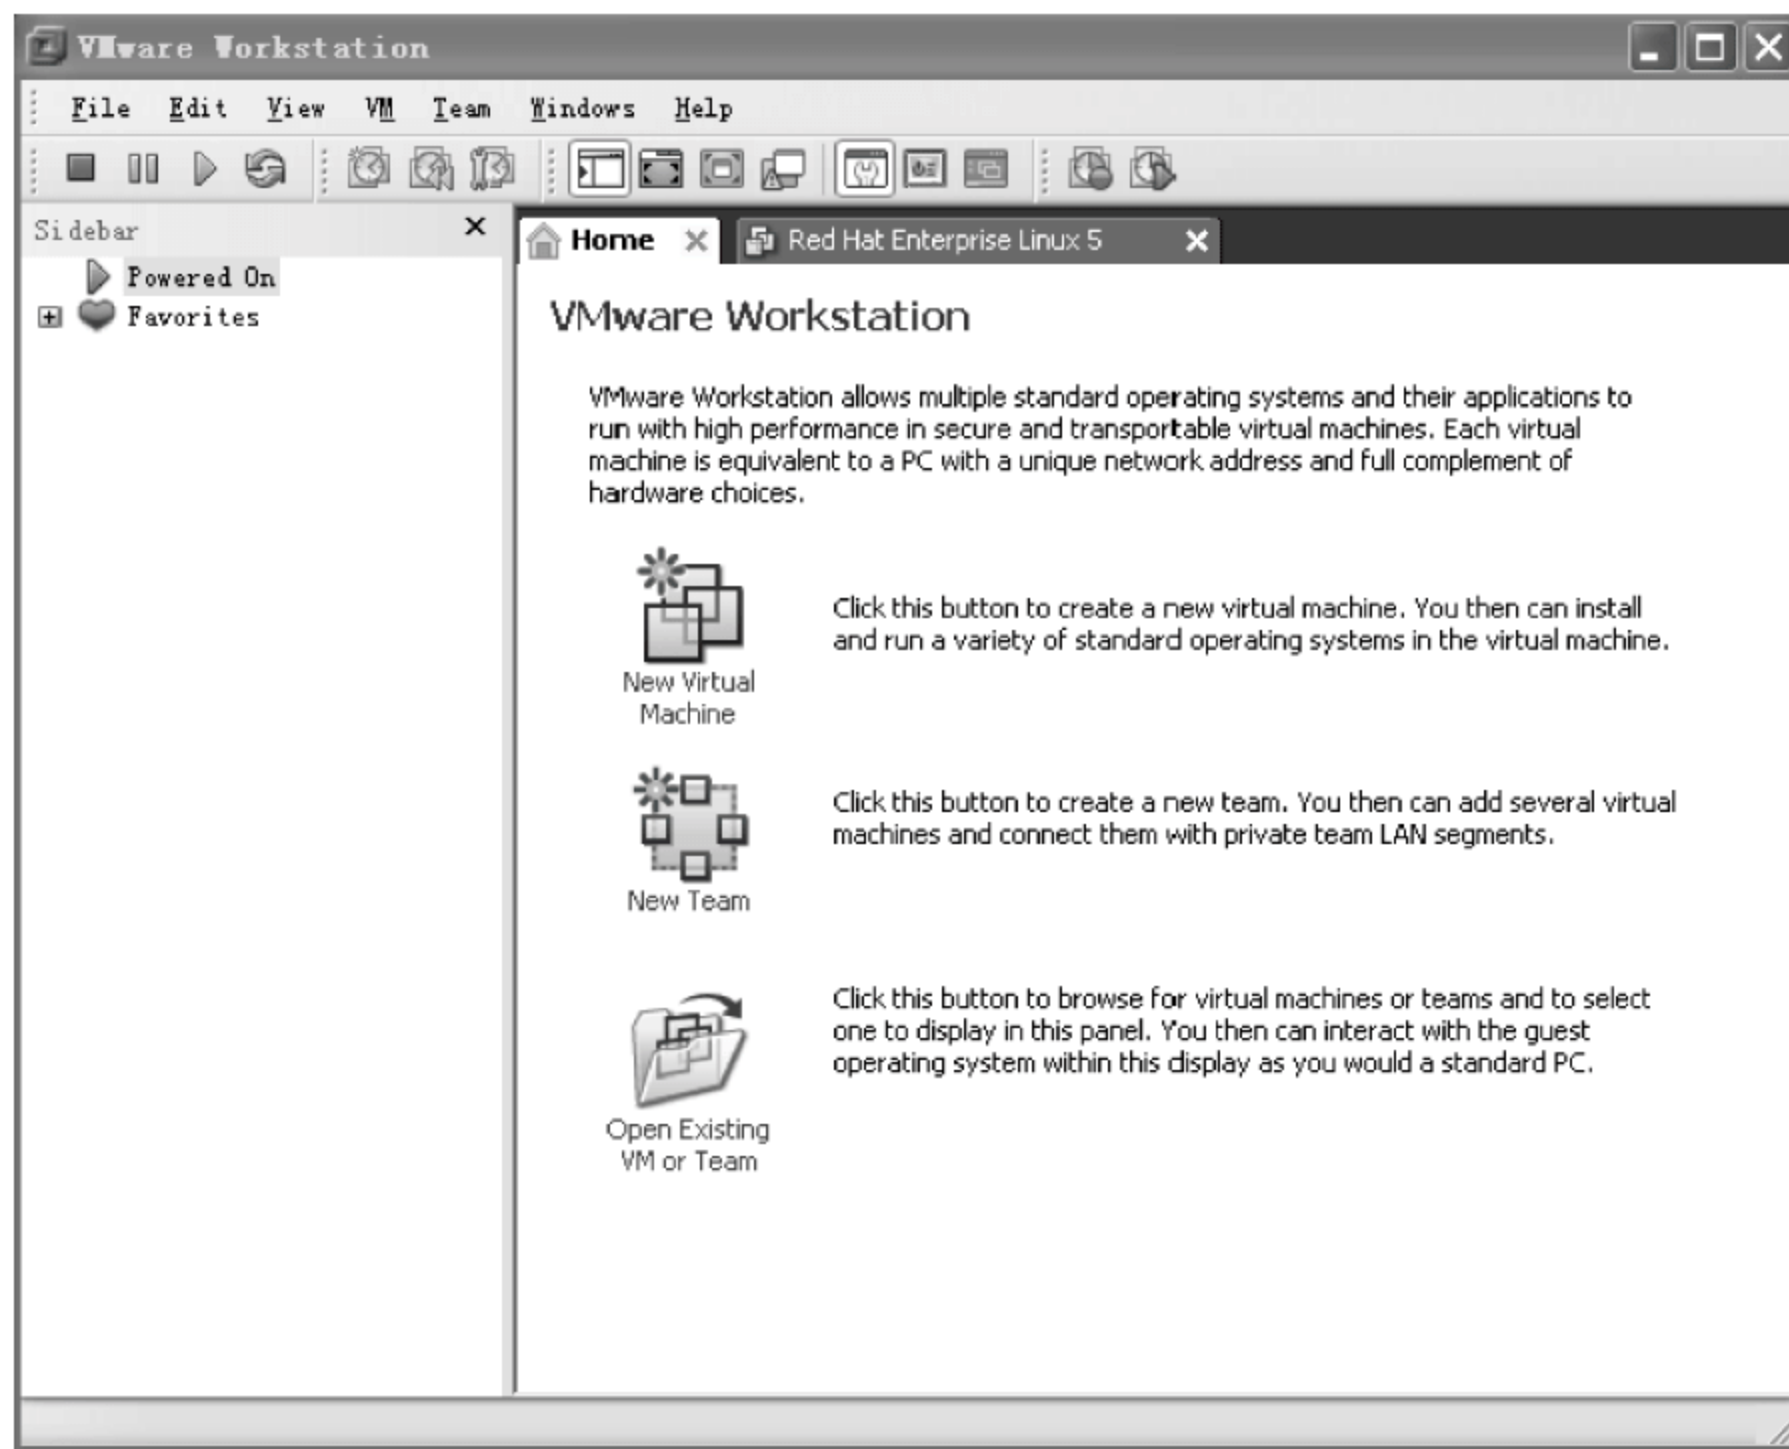 VMware Workstation
File Edit View VM Team Windows Help
Sidebar
Home
Red Hat Enterprise Linux 5
Powered On
Favorites
VMware Workstation
VMware Workstation allows multiple standard operating systems and their applications to
run with high performance in secure and transportable virtual machines. Each virtual
machine is equivalent to a PC with a unique network address and full complement of
hardware choices.
New Virtual
Machine
Click this button to create a new virtual machine. You then can install
and run a variety of standard operating systems in the virtual machine.
New Team
Click this button to create a new team. You then can add several virtual
machines and connect them with private team LAN segments.
Open Existing
VM or Team
Click this button to browse for virtual machines or teams and to select
one to display in this panel. You then can interact with the guest
operating system within this display as you would a standard PC.